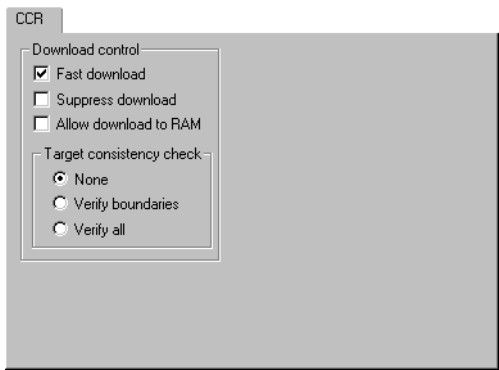 CCR
Download control
Fast download
Suppress download
Allow download to RAM
Target consistency check
None
Verify boundaries
Verify all